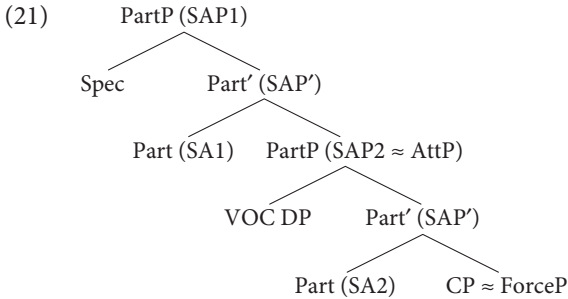 (21) PartP (SAP1)
Spec Part′ (SAP′)
Part (SA1) PartP (SAP2 ≈ AttP)
VOC DP Part′ (SAP′)
Part (SA2) CP ≈ ForceP